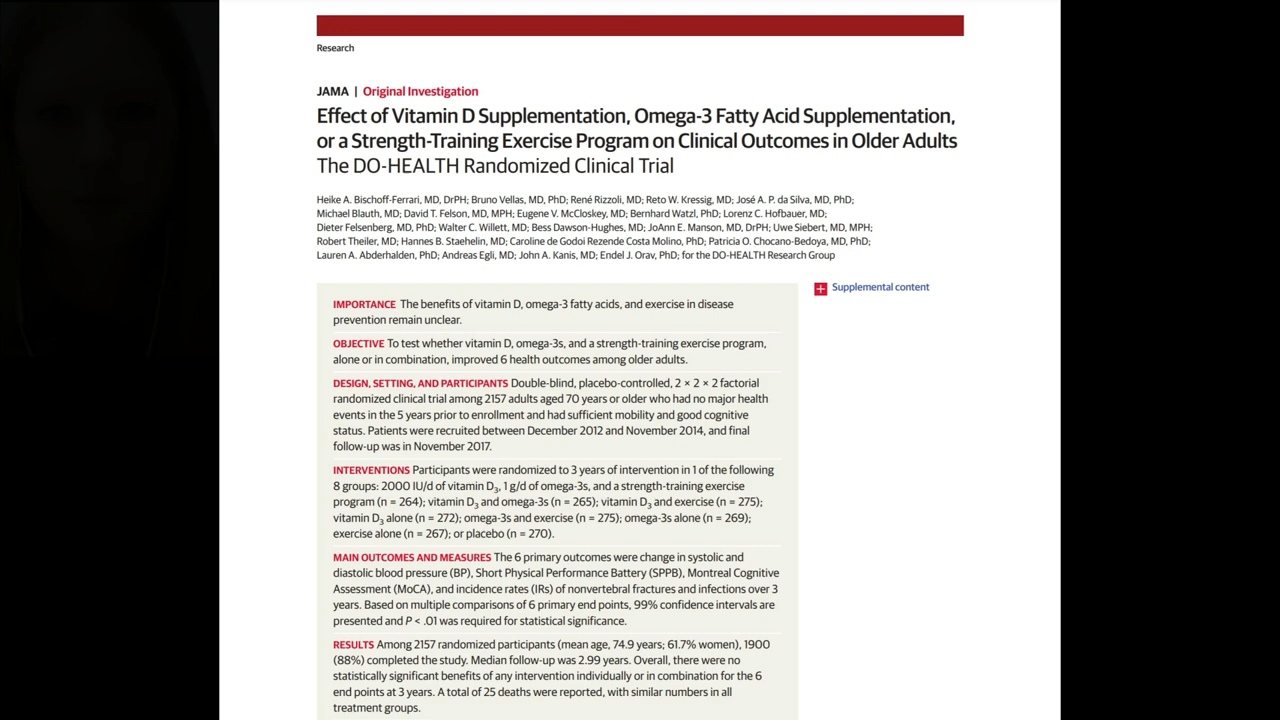 Research
JAMA | Original Investigation
Effect of Vitamin D Supplementation, Omega-3 Fatty Acid Supplementation,
or a Strength-Training Exercise Program on Clinical Outcomes in Older Adults
The DO-HEALTH Randomized Clinical Trial
Heike A. Bischoff-Ferrari, MD, DrPH; Bruno Vellas, MD, PhD; René Rizzoli, MD; Reto W. Kressig, MD; José A. P. da Silva, MD, PhD;
Michael Blauth, MD; David T. Felson, MD, MPH; Eugene V. McCloskey, MD; Bernhard Watzl, PhD; Lorenz C. Hofbauer, MD;
Dieter Felsenberg, MD, PhD; Walter C. Willett, MD; Bess Dawson-Hughes, MD; JoAnn E. Manson, MD, DrPH; Uwe Siebert, MD, MPH;
Robert Theiler, MD; Hannes B. Staehelin, MD; Caroline de Godoi Rezende Costa Molino, PhD; Patricia O. Chocano-Bedoya, MD, PhD;
Lauren A. Abderhalden, PhD; Andreas Egli, MD; John A. Kanis, MD; Endel J. Orav, PhD; for the DO-HEALTH Research Group
Supplemental content
IMPORTANCE The benefits of vitamin D, omega-3 fatty acids, and exercise in disease
prevention remain unclear.
OBJECTIVE To test whether vitamin D, omega-3s, and a strength-training exercise program,
alone or in combination, improved 6 health outcomes among older adults.
DESIGN, SETTING, AND PARTICIPANTS Double-blind, placebo-controlled, 2 × 2 × 2 factorial
randomized clinical trial among 2157 adults aged 70 years or older who had no major health
events in the 5 years prior to enrollment and had sufficient mobility and good cognitive
status. Patients were recruited between December 2012 and November 2014, and final
follow-up was in November 2017.
INTERVENTIONS Participants were randomized to 3 years of intervention in 1 of the following
8 groups: 2000 IU/d of vitamin D3, 1 g/d of omega-3s, and a strength-training exercise
program (n = 264); vitamin D3 and omega-3s (n = 265); vitamin D3 and exercise (n = 275);
vitamin D3 alone (n = 272); omega-3s and exercise (n = 275); omega-3s alone (n = 269);
exercise alone (n = 267); or placebo (n = 270).
MAIN OUTCOMES AND MEASURES The 6 primary outcomes were change in systolic and
diastolic blood pressure (BP), Short Physical Performance Battery (SPPB), Montreal Cognitive
Assessment (MoCA), and incidence rates (IRs) of nonvertebral fractures and infections over 3
years. Based on multiple comparisons of 6 primary end points, 99% confidence intervals are
presented and P < .01 was required for statistical significance.
RESULTS Among 2157 randomized participants (mean age, 74.9 years; 61.7% women), 1900
(88%) completed the study. Median follow-up was 2.99 years. Overall, there were no
statistically significant benefits of any intervention individually or in combination for the 6
end points at 3 years. A total of 25 deaths were reported, with similar numbers in all
treatment groups.